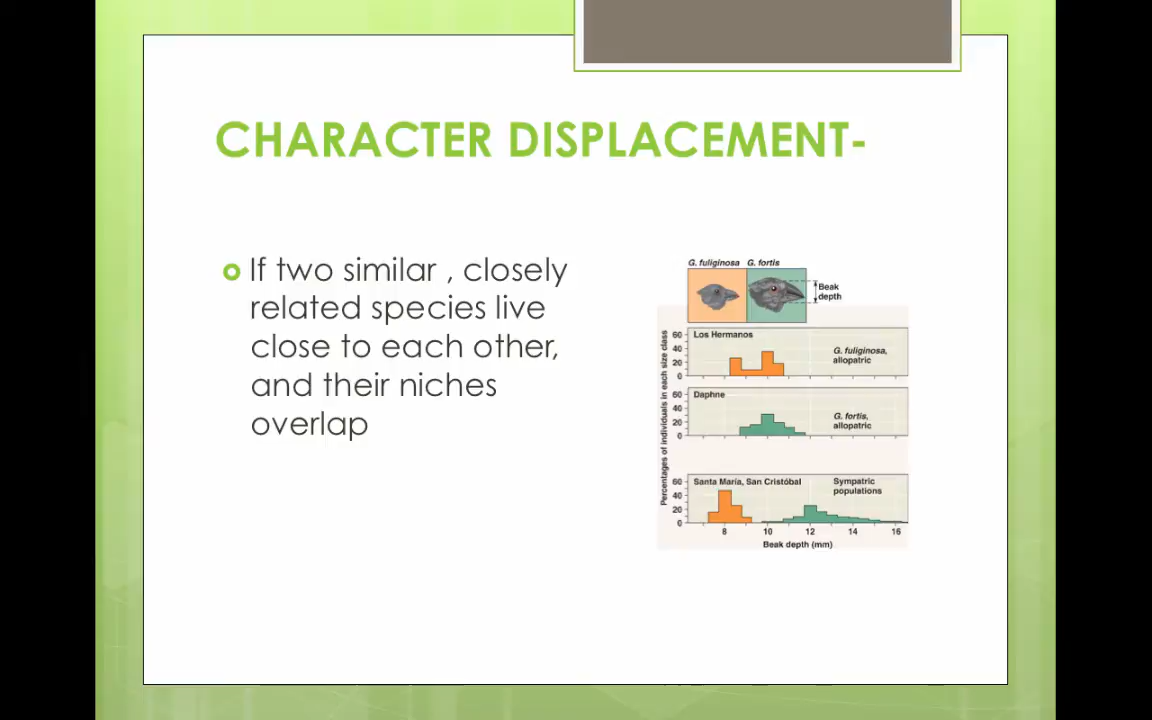 CHARACTER DISPLACEMENT-
If two similar , closely
related species live
close to each other,
and their niches
overlap
G. fuliginosa G. fortis
Beak
depth
Percentages of individuals in each size class
60
40
20
0
Los Hermanos
G. fuliginosa,
allopatric
60
40
20
0
Daphne
G. fortis,
allopatric
60
40
20
0
Santa María, San Cristóbal
Sympatric
populations
8 10 12 14 16
Beak depth (mm)